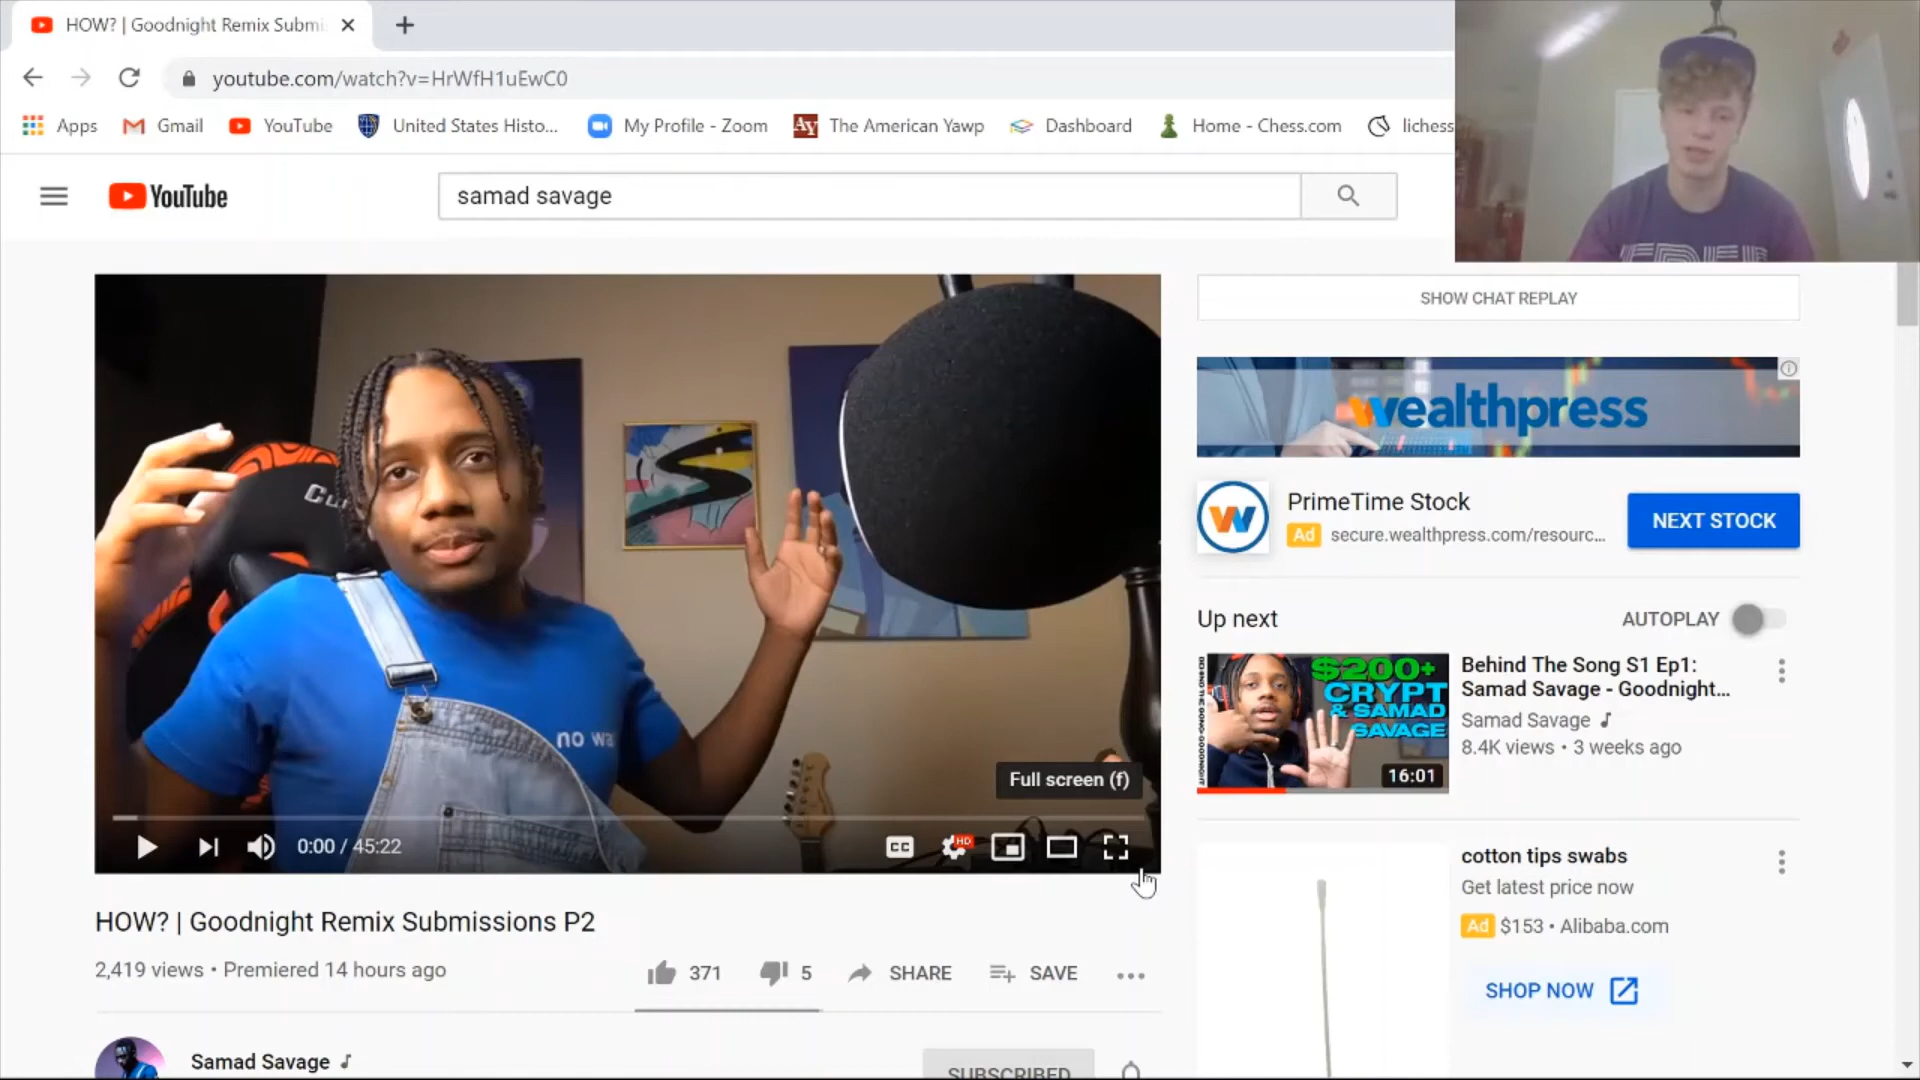 HOW? | Goodnight Remix Submi
youtube.com/watch?v=HrWfH1uEwC0
Apps
Gmail
YouTube
United States Histo...
My Profile - Zoom
AY
The American Yawp
Dashboard
Home - Chess.com
lichess
YouTube
samad savage
SHOW CHAT REPLAY
wealthpress
PrimeTime Stock
Ad secure.wealthpress.com/resourc...
NEXT STOCK
no wa
Full screen (f)
0:00 / 45:22
CC
HD
Up next
AUTOPLAY
$200+
CRYPT
& SAMAD
SAVAGE
16:01
Behind The Song S1 Ep1:
Samad Savage - Goodnight...
Samad Savage
8.4K views • 3 weeks ago
cotton tips swabs
Get latest price now
Ad $153 • Alibaba.com
SHOP NOW
HOW? | Goodnight Remix Submissions P2
2,419 views • Premiered 14 hours ago
371
5
SHARE
SAVE
Samad Savage
SUBSCRIBED